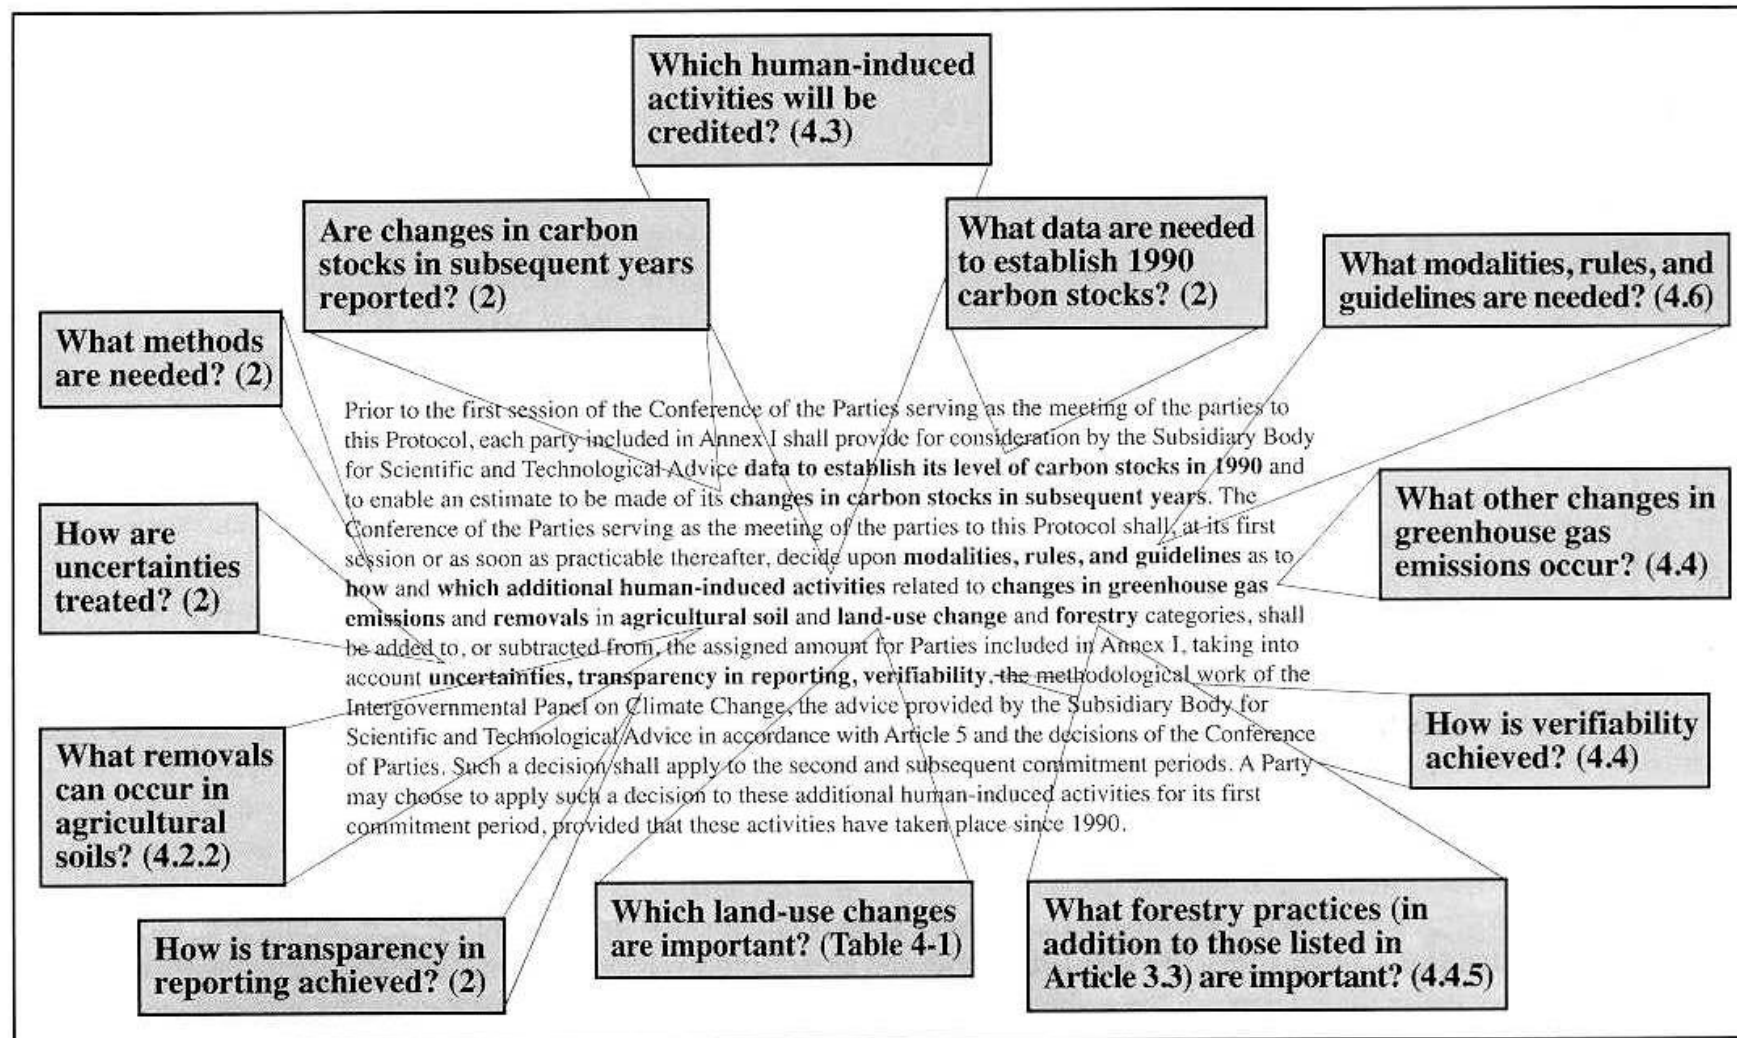 Which human-induced
activities will be
credited? (4.3)
Are changes in carbon
stocks in subsequent years
reported? (2)
What data are needed
to establish 1990
carbon stocks? (2)
What modalities, rules, and
guidelines are needed? (4.6)
What methods
are needed? (2)
Prior to the first session of the Conference of the Parties serving as the meeting of the parties to
this Protocol, each party included in Annex I shall provide for consideration by the Subsidiary Body
for Scientific and Technological Advice data to establish its level of carbon stocks in 1990 and
to enable an estimate to be made of its changes in carbon stocks in subsequent years. The
Conference of the Parties serving as the meeting of the parties to this Protocol shall, at its first
session or as soon as practicable thereafter, decide upon modalities, rules, and guidelines as to
how and which additional human-induced activities related to changes in greenhouse gas
emissions and removals in agricultural soil and land-use change and forestry categories, shall
be added to, or subtracted from, the assigned amount for Parties included in Annex I, taking into
account uncertainties, transparency in reporting, verifiability, the methodological work of the
Intergovernmental Panel on Climate Change, the advice provided by the Subsidiary Body for
Scientific and Technological Advice in accordance with Article 5 and the decisions of the Conference
of Parties. Such a decision shall apply to the second and subsequent commitment periods. A Party
may choose to apply such a decision to these additional human-induced activities for its first
commitment period, provided that these activities have taken place since 1990.
How are
uncertainties
treated? (2)
What other changes in
greenhouse gas
emissions occur? (4.4)
What removals
can occur in
agricultural
soils? (4.2.2)
How is verifiability
achieved? (4.4)
How is transparency in
reporting achieved? (2)
Which land-use changes
are important? (Table 4-1)
What forestry practices (in
addition to those listed in
Article 3.3) are important? (4.4.5)